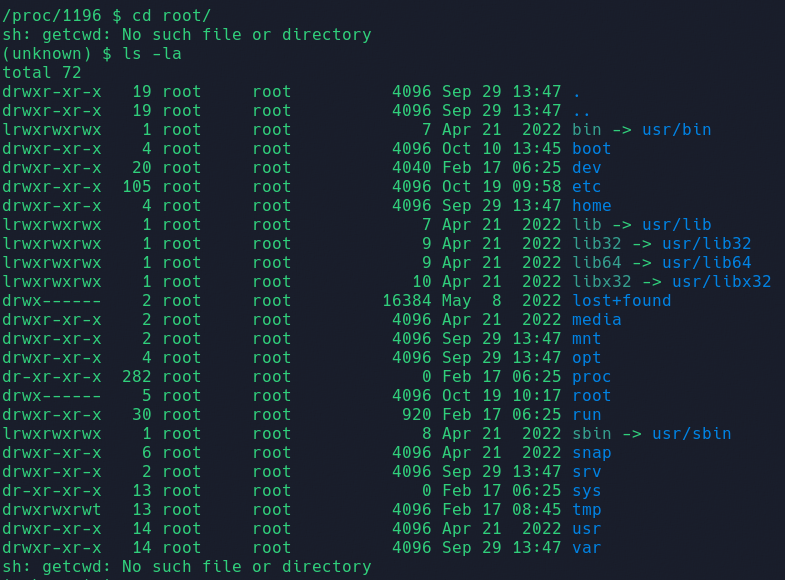 /proc/1196 $ cd root/
sh: getcwd: No such file or directory
(unknown) $ ls -la
total 72
drwxr-xr-x   19 root     root          4096 Sep 29 13:47 .
drwxr-xr-x   19 root     root          4096 Sep 29 13:47 ..
lrwxrwxrwx    1 root     root             7 Apr 21  2022 bin -> usr/bin
drwxr-xr-x    4 root     root          4096 Oct 10 13:45 boot
drwxr-xr-x   20 root     root          4040 Feb 17 06:25 dev
drwxr-xr-x  105 root     root          4096 Oct 19 09:58 etc
drwxr-xr-x    4 root     root          4096 Sep 29 13:47 home
lrwxrwxrwx    1 root     root             7 Apr 21  2022 lib -> usr/lib
lrwxrwxrwx    1 root     root             9 Apr 21  2022 lib32 -> usr/lib32
lrwxrwxrwx    1 root     root             9 Apr 21  2022 lib64 -> usr/lib64
lrwxrwxrwx    1 root     root            10 Apr 21  2022 libx32 -> usr/libx32
drwx------    2 root     root         16384 May  8  2022 lost+found
drwxr-xr-x    2 root     root          4096 Apr 21  2022 media
drwxr-xr-x    2 root     root          4096 Sep 29 13:47 mnt
drwxr-xr-x    4 root     root          4096 Sep 29 13:47 opt
dr-xr-xr-x  282 root     root             0 Feb 17 06:25 proc
drwx------    5 root     root          4096 Oct 19 10:17 root
drwxr-xr-x   30 root     root           920 Feb 17 06:25 run
lrwxrwxrwx    1 root     root             8 Apr 21  2022 sbin -> usr/sbin
drwxr-xr-x    6 root     root          4096 Apr 21  2022 snap
drwxr-xr-x    2 root     root          4096 Sep 29 13:47 srv
dr-xr-xr-x   13 root     root             0 Feb 17 06:25 sys
drwxrwxrwt   13 root     root          4096 Feb 17 08:45 tmp
drwxr-xr-x   14 root     root          4096 Apr 21  2022 usr
drwxr-xr-x   14 root     root          4096 Sep 29 13:47 var
sh: getcwd: No such file or directory